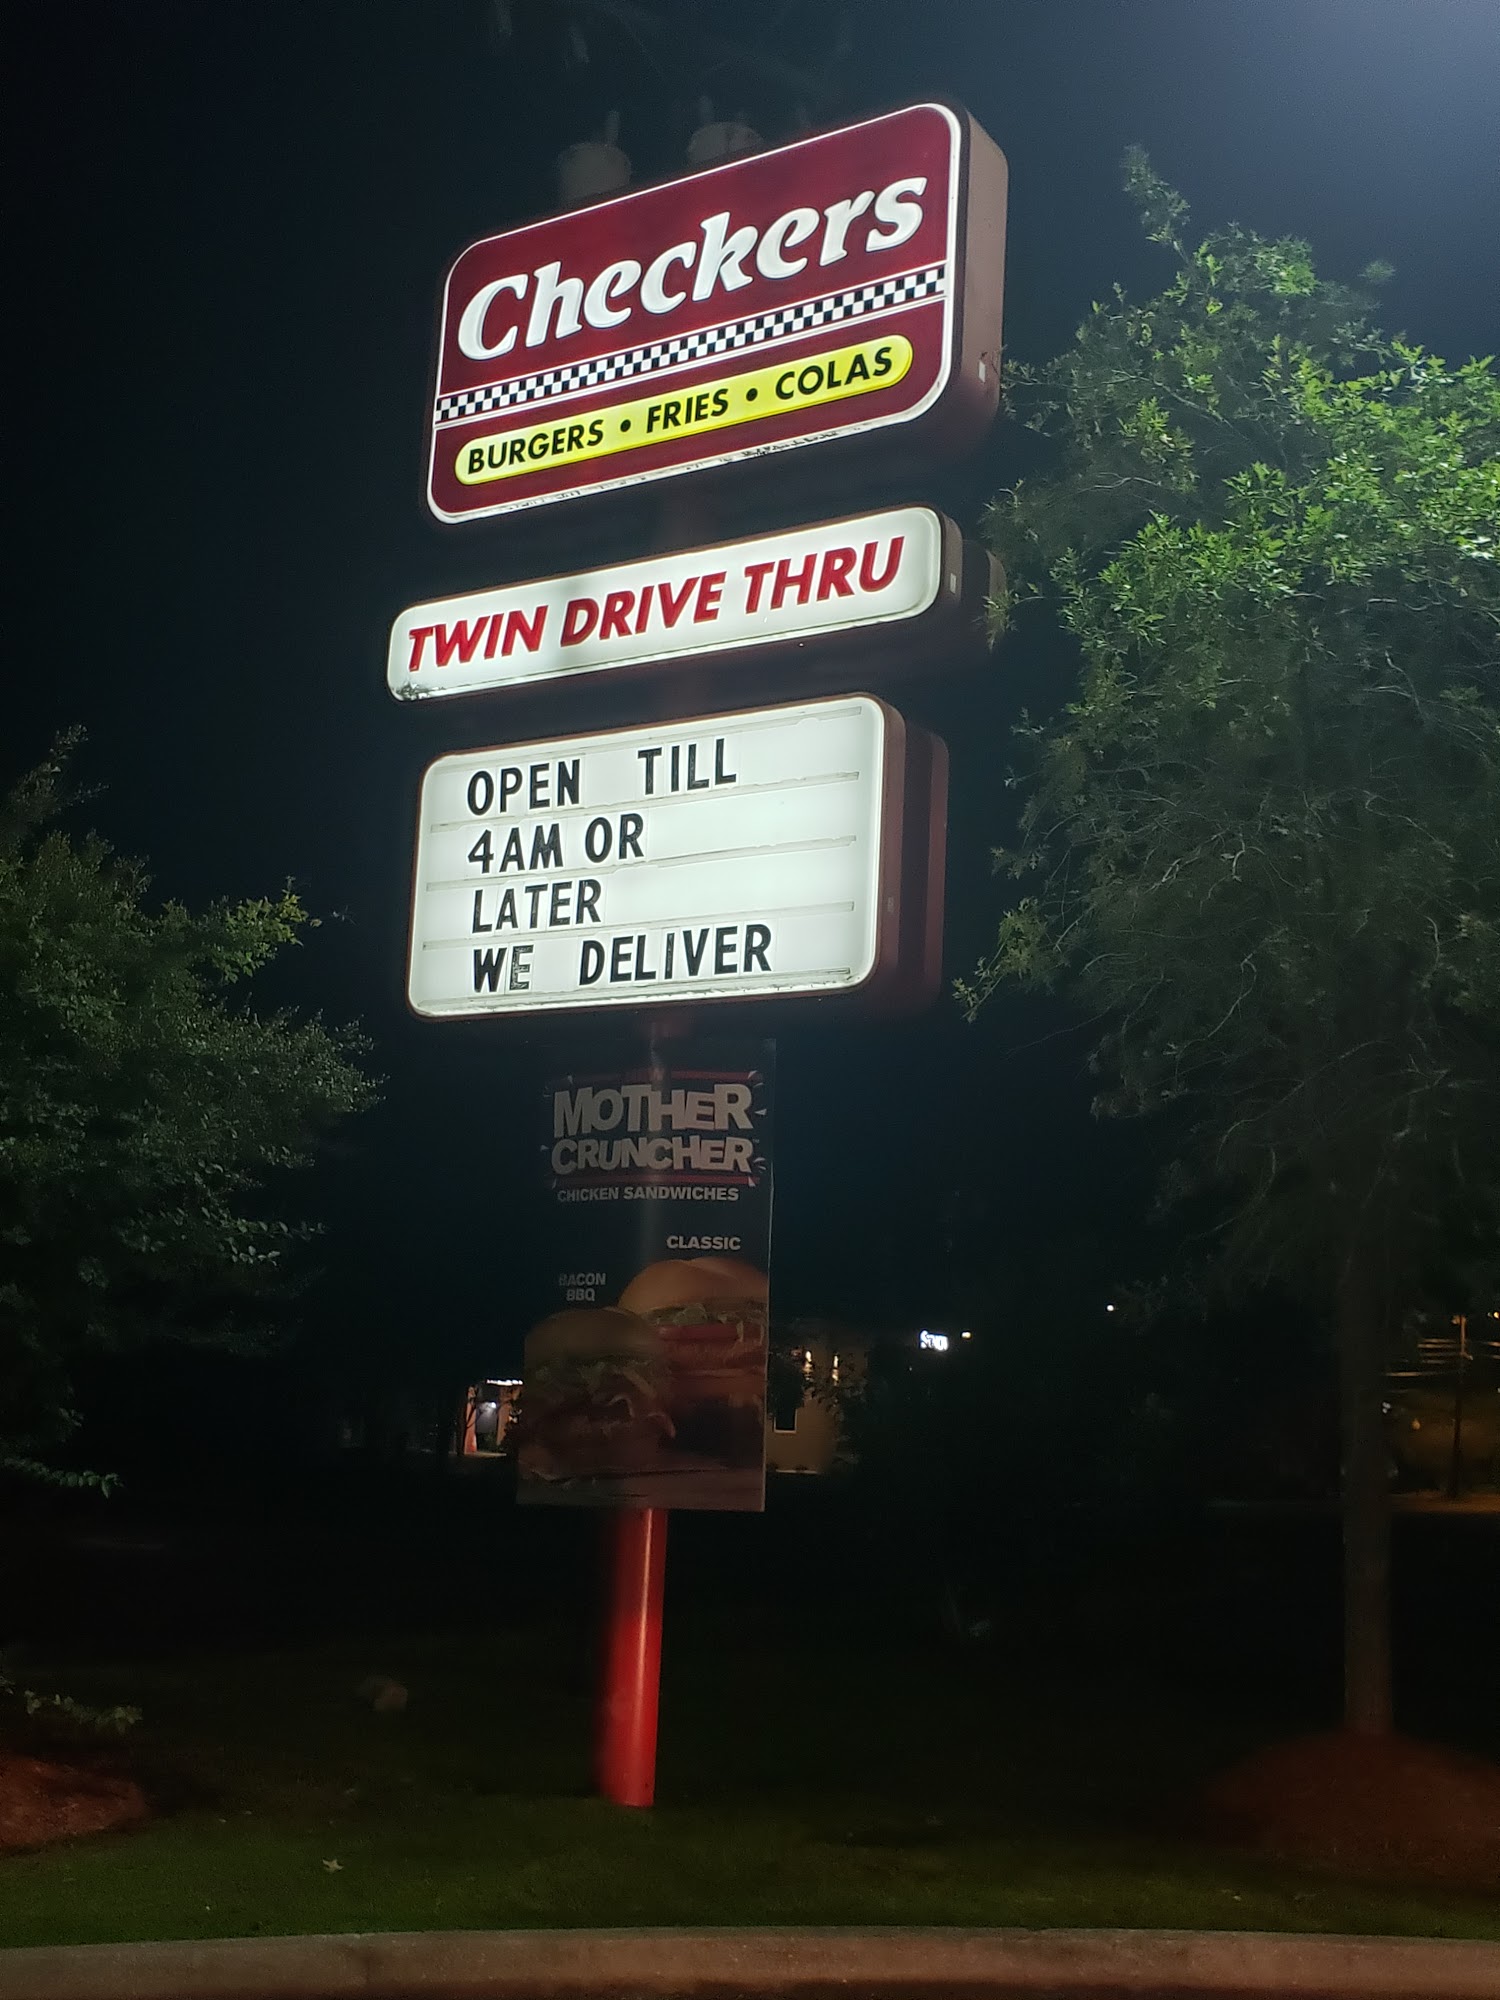 Checkers
BURGERS • FRIES • COLAS
TWIN DRIVE THRU
OPEN TILL
4AM OR
LATER
WE DELIVER
MOTHER
CRUNCHER
CHICKEN SANDWICHES
CLASSIC
BACON
BBQ